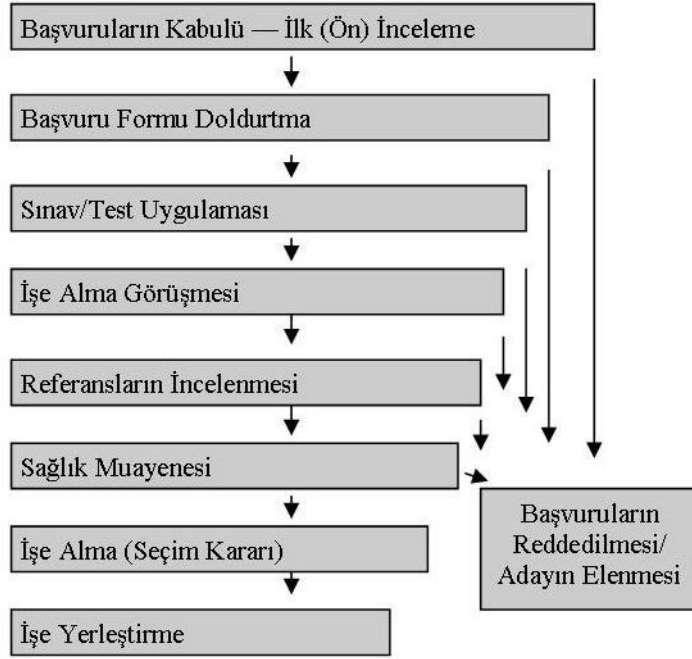 Başvuruların Kabulü — İlk (Ön) İnceleme
Başvuru Formu Doldurtma
Sınav/Test Uygulaması
İşe Alma Görüşmesi
Referansların İncelenmesi
Sağlık Muayenesi
İşe Alma (Seçim Kararı)
İşe Yerleştirme
Başvuruların
Reddedilmesi/
Adayın Elenmesi